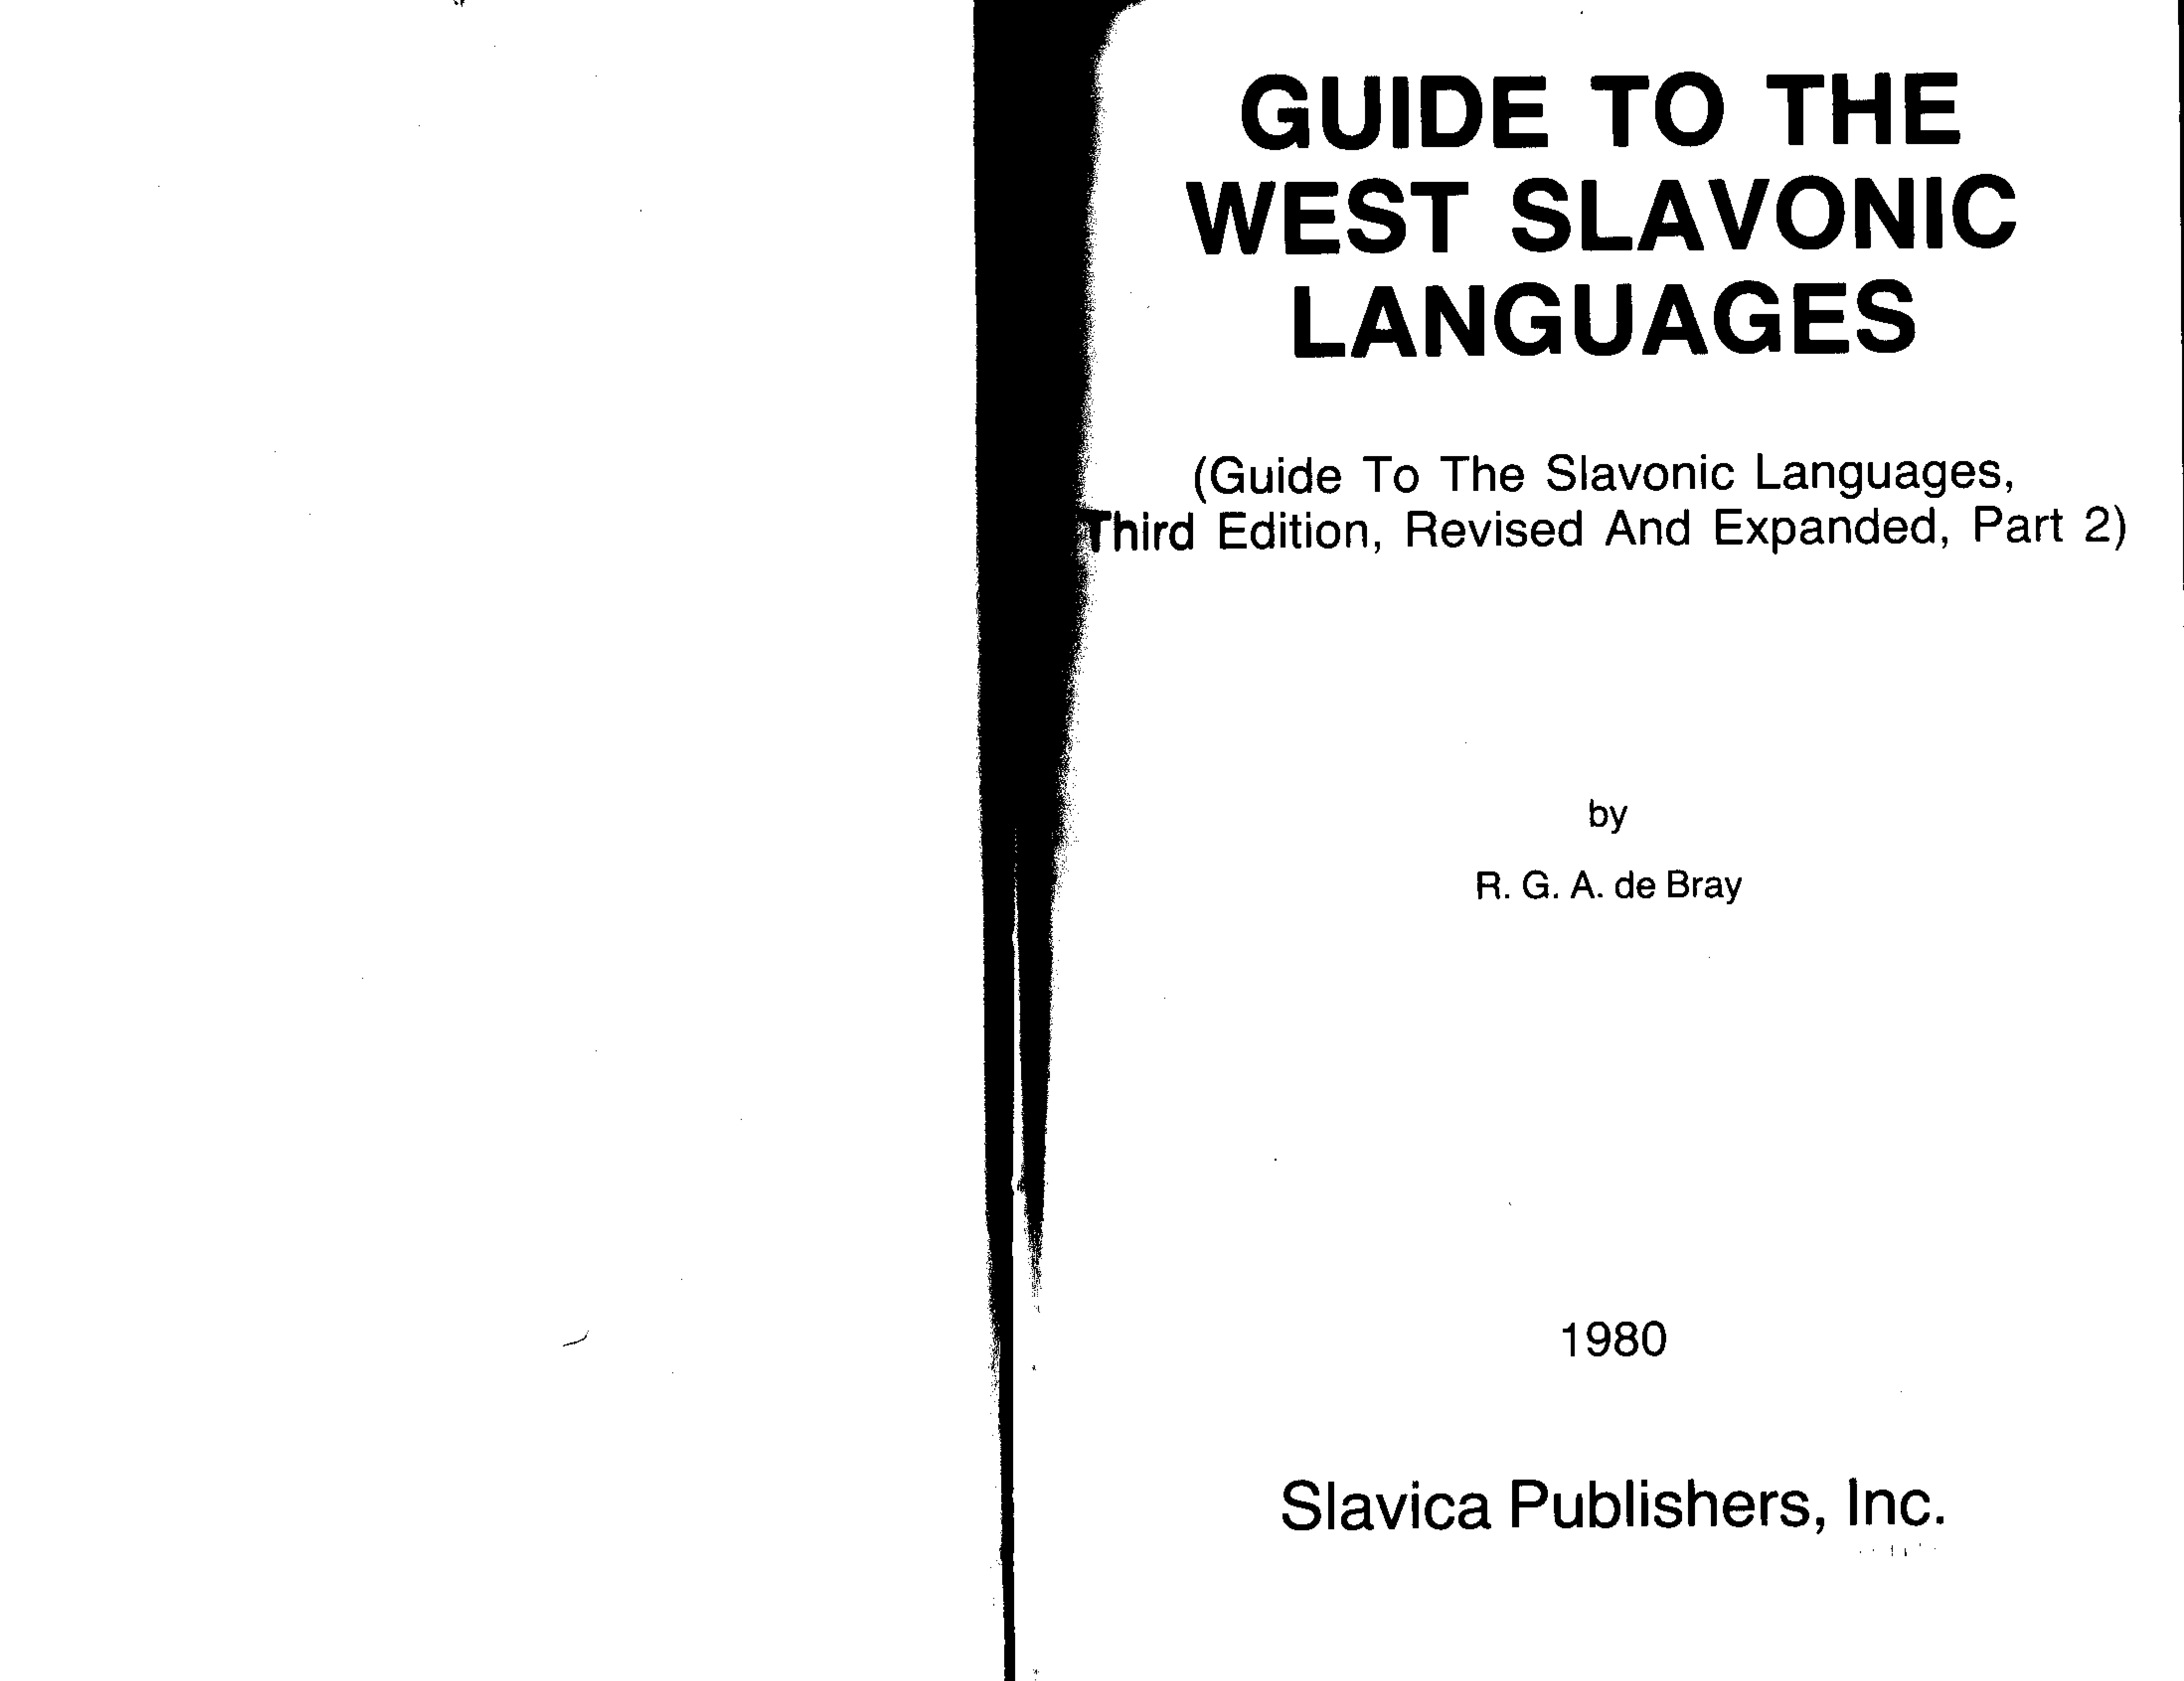 GUIDE TO THE
WEST SLAVONIC
LANGUAGES
(Guide To The Slavonic Languages,
Third Edition, Revised And Expanded, Part 2)
by
R. G. A. de Bray
1980
Slavica Publishers, Inc.